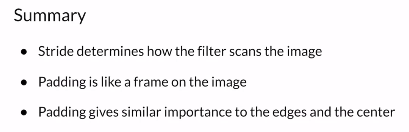 Summary
• Stride determines how the filter scans the image
• Padding is like a frame on the image
• Padding gives similar importance to the edges and the center